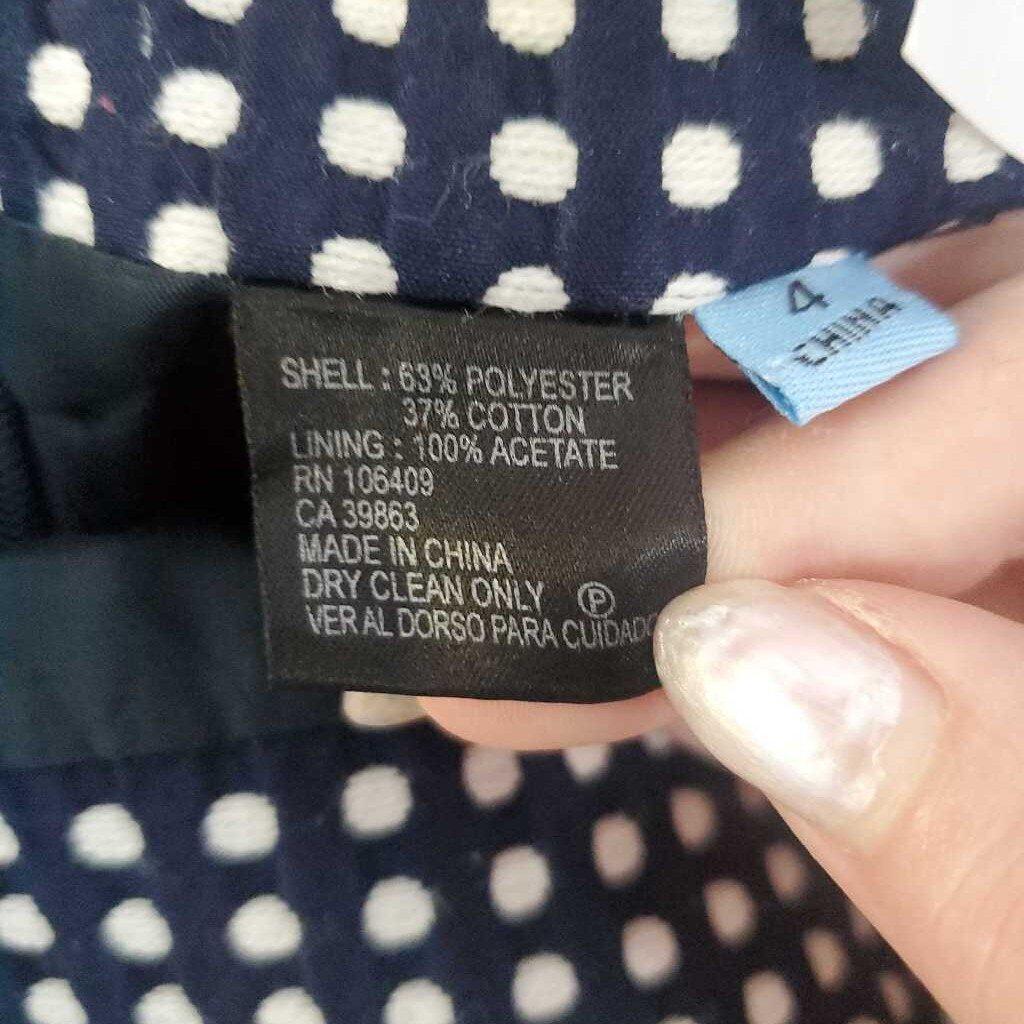 SHELL : 63% POLYESTER
37% COTTON
LINING : 100% ACETATE
RN 106409
CA 39863
MADE IN CHINA
DRY CLEAN ONLY Ⓟ
VER AL DORSO PARA CUIDADO
4
CHINA